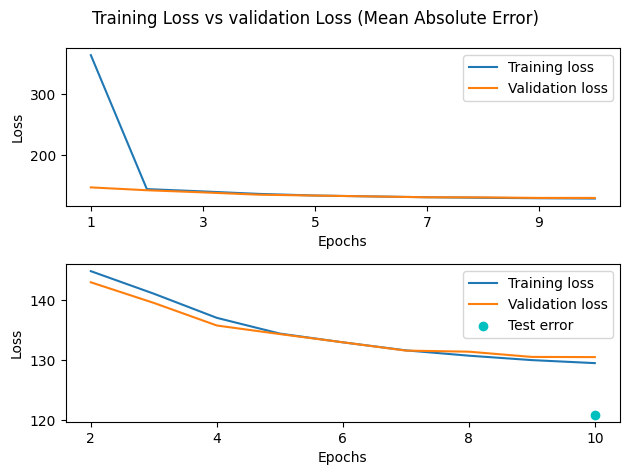 Training Loss vs validation Loss (Mean Absolute Error)
300
200
Loss
Training loss
Validation loss
1 3 5 7 9
Epochs
140
130
120
Loss
Training loss
Validation loss
Test error
2 4 6 8 10
Epochs